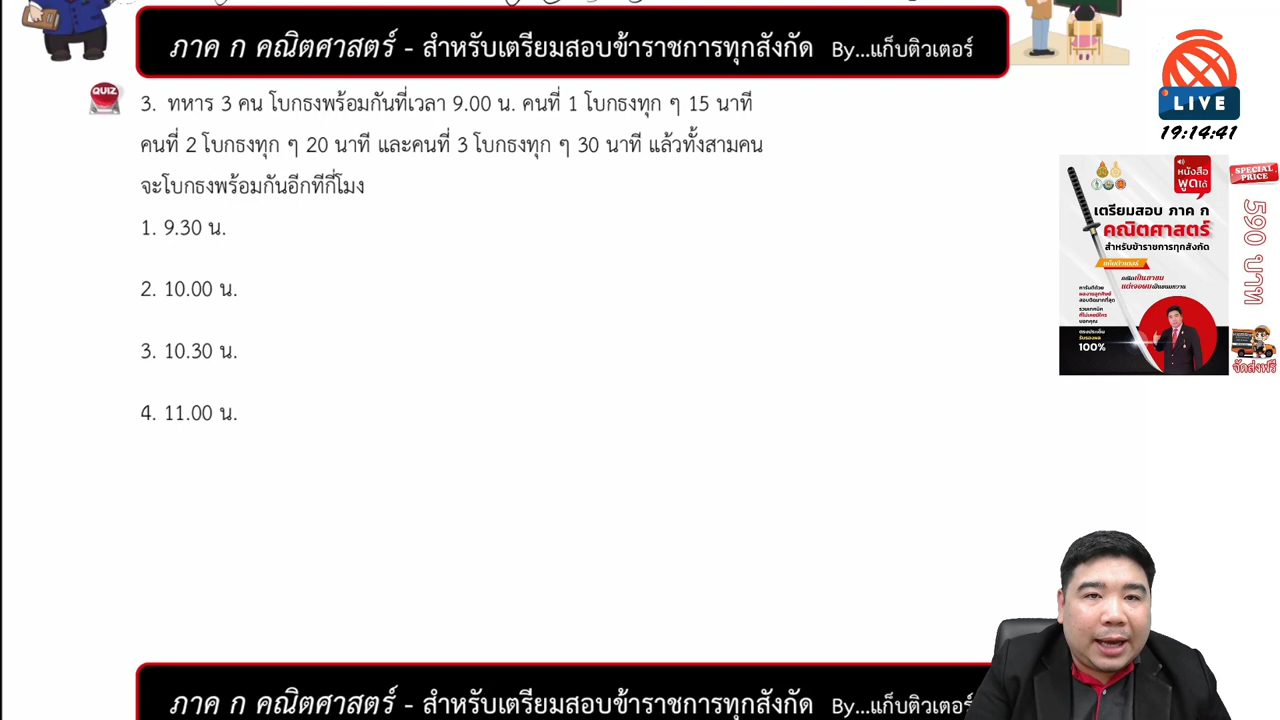 ภาค ก คณิตศาสตร์ - สำหรับเตรียมสอบข้าราชการทุกสังกัด By...แก็บติวเตอร์
QUIZ
3. ทหาร 3 คน โบกธงพร้อมกันที่เวลา 9.00 น. คนที่ 1 โบกธงทุก ๆ 15 นาที
คนที่ 2 โบกธงทุก ๆ 20 นาที และคนที่ 3 โบกธงทุก ๆ 30 นาที แล้วทั้งสามคน
จะโบกธงพร้อมกันอีกทีกี่โมง
1. 9.30 น.
2. 10.00 น.
3. 10.30 น.
4. 11.00 น.
LIVE
19:14:41
หนังสือ
พูดได้
เตรียมสอบ ภาค ก
คณิตศาสตร์
สำหรับข้าราชการทุกสังกัด
แก็บติวเตอร์
100%
SPECIAL
PRICE
590 บาท
จัดส่งฟรี
ภาค ก คณิตศาสตร์ - สำหรับเตรียมสอบข้าราชการทุกสังกัด By...แก็บติวเตอร์